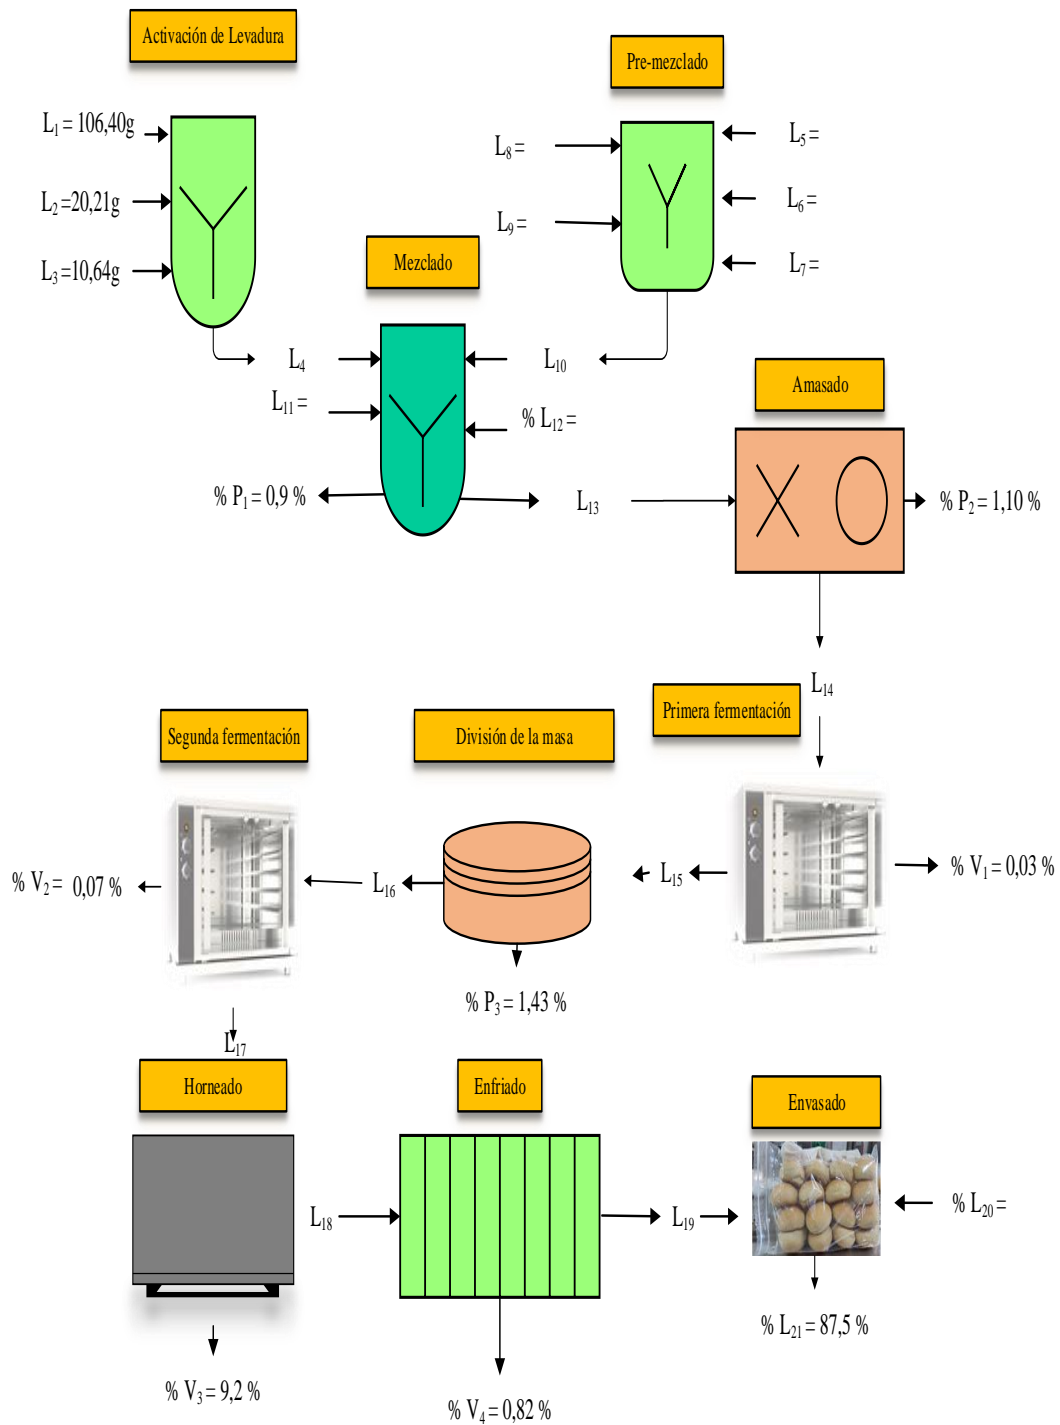 Activación de Levadura
Pre-mezclado
L₁ = 106,40g
L₂ =20,21g
L₃ =10,64g
L₈ =
L₉ =
L₅ =
L₆ =
L₇ =
Mezclado
L₄
L₁₀
L₁₁ =
% L₁₂ =
% P₁ = 0,9 %
L₁₃
Amasado
% P₂ = 1,10 %
L₁₄
Primera fermentación
División de la masa
Segunda fermentación
% V₁ = 0,03 %
L₁₅
L₁₆
% V₂ = 0,07 %
% P₃ = 1,43 %
L₁₇
Horneado
Enfriado
Envasado
L₁₈
L₁₉
% L₂₀ =
% L₂₁ = 87,5 %
% V₃ = 9,2 %
% V₄ = 0,82 %